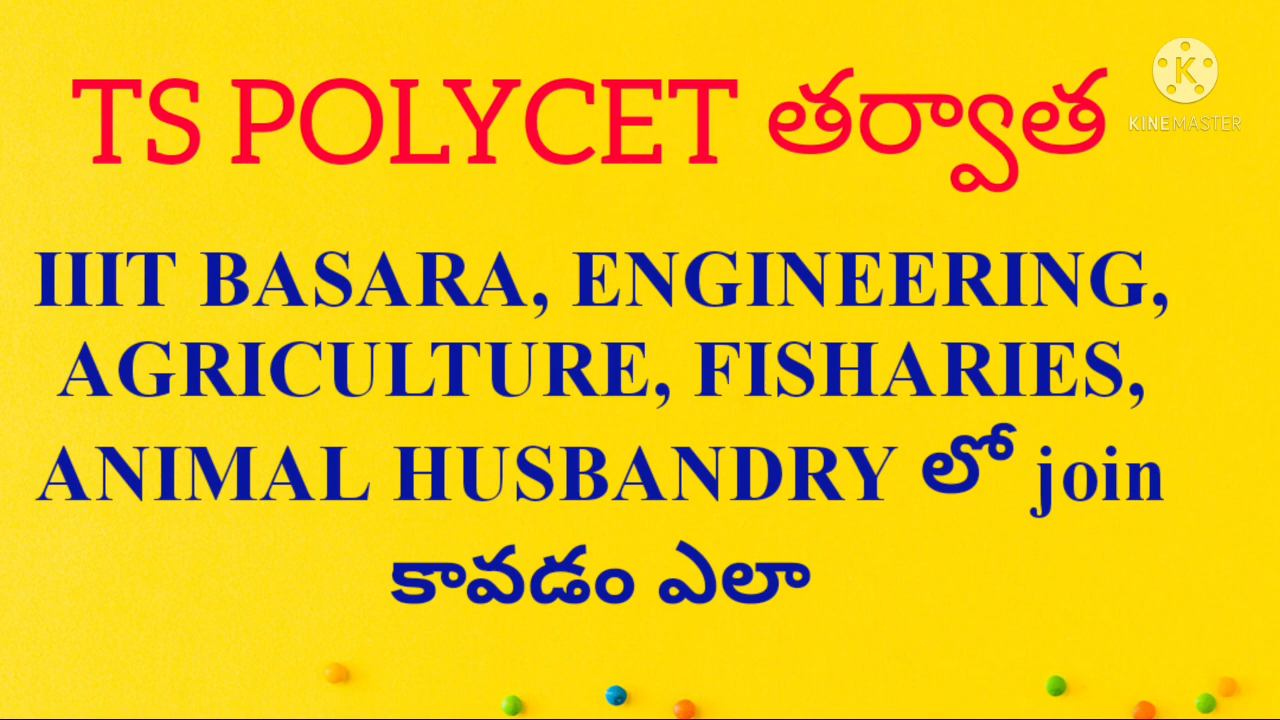 TS POLYCET తర్వాత
K
KINEMASTER
IIIT BASARA, ENGINEERING,
AGRICULTURE, FISHARIES,
ANIMAL HUSBANDRY లో join
కావడం ఎలా